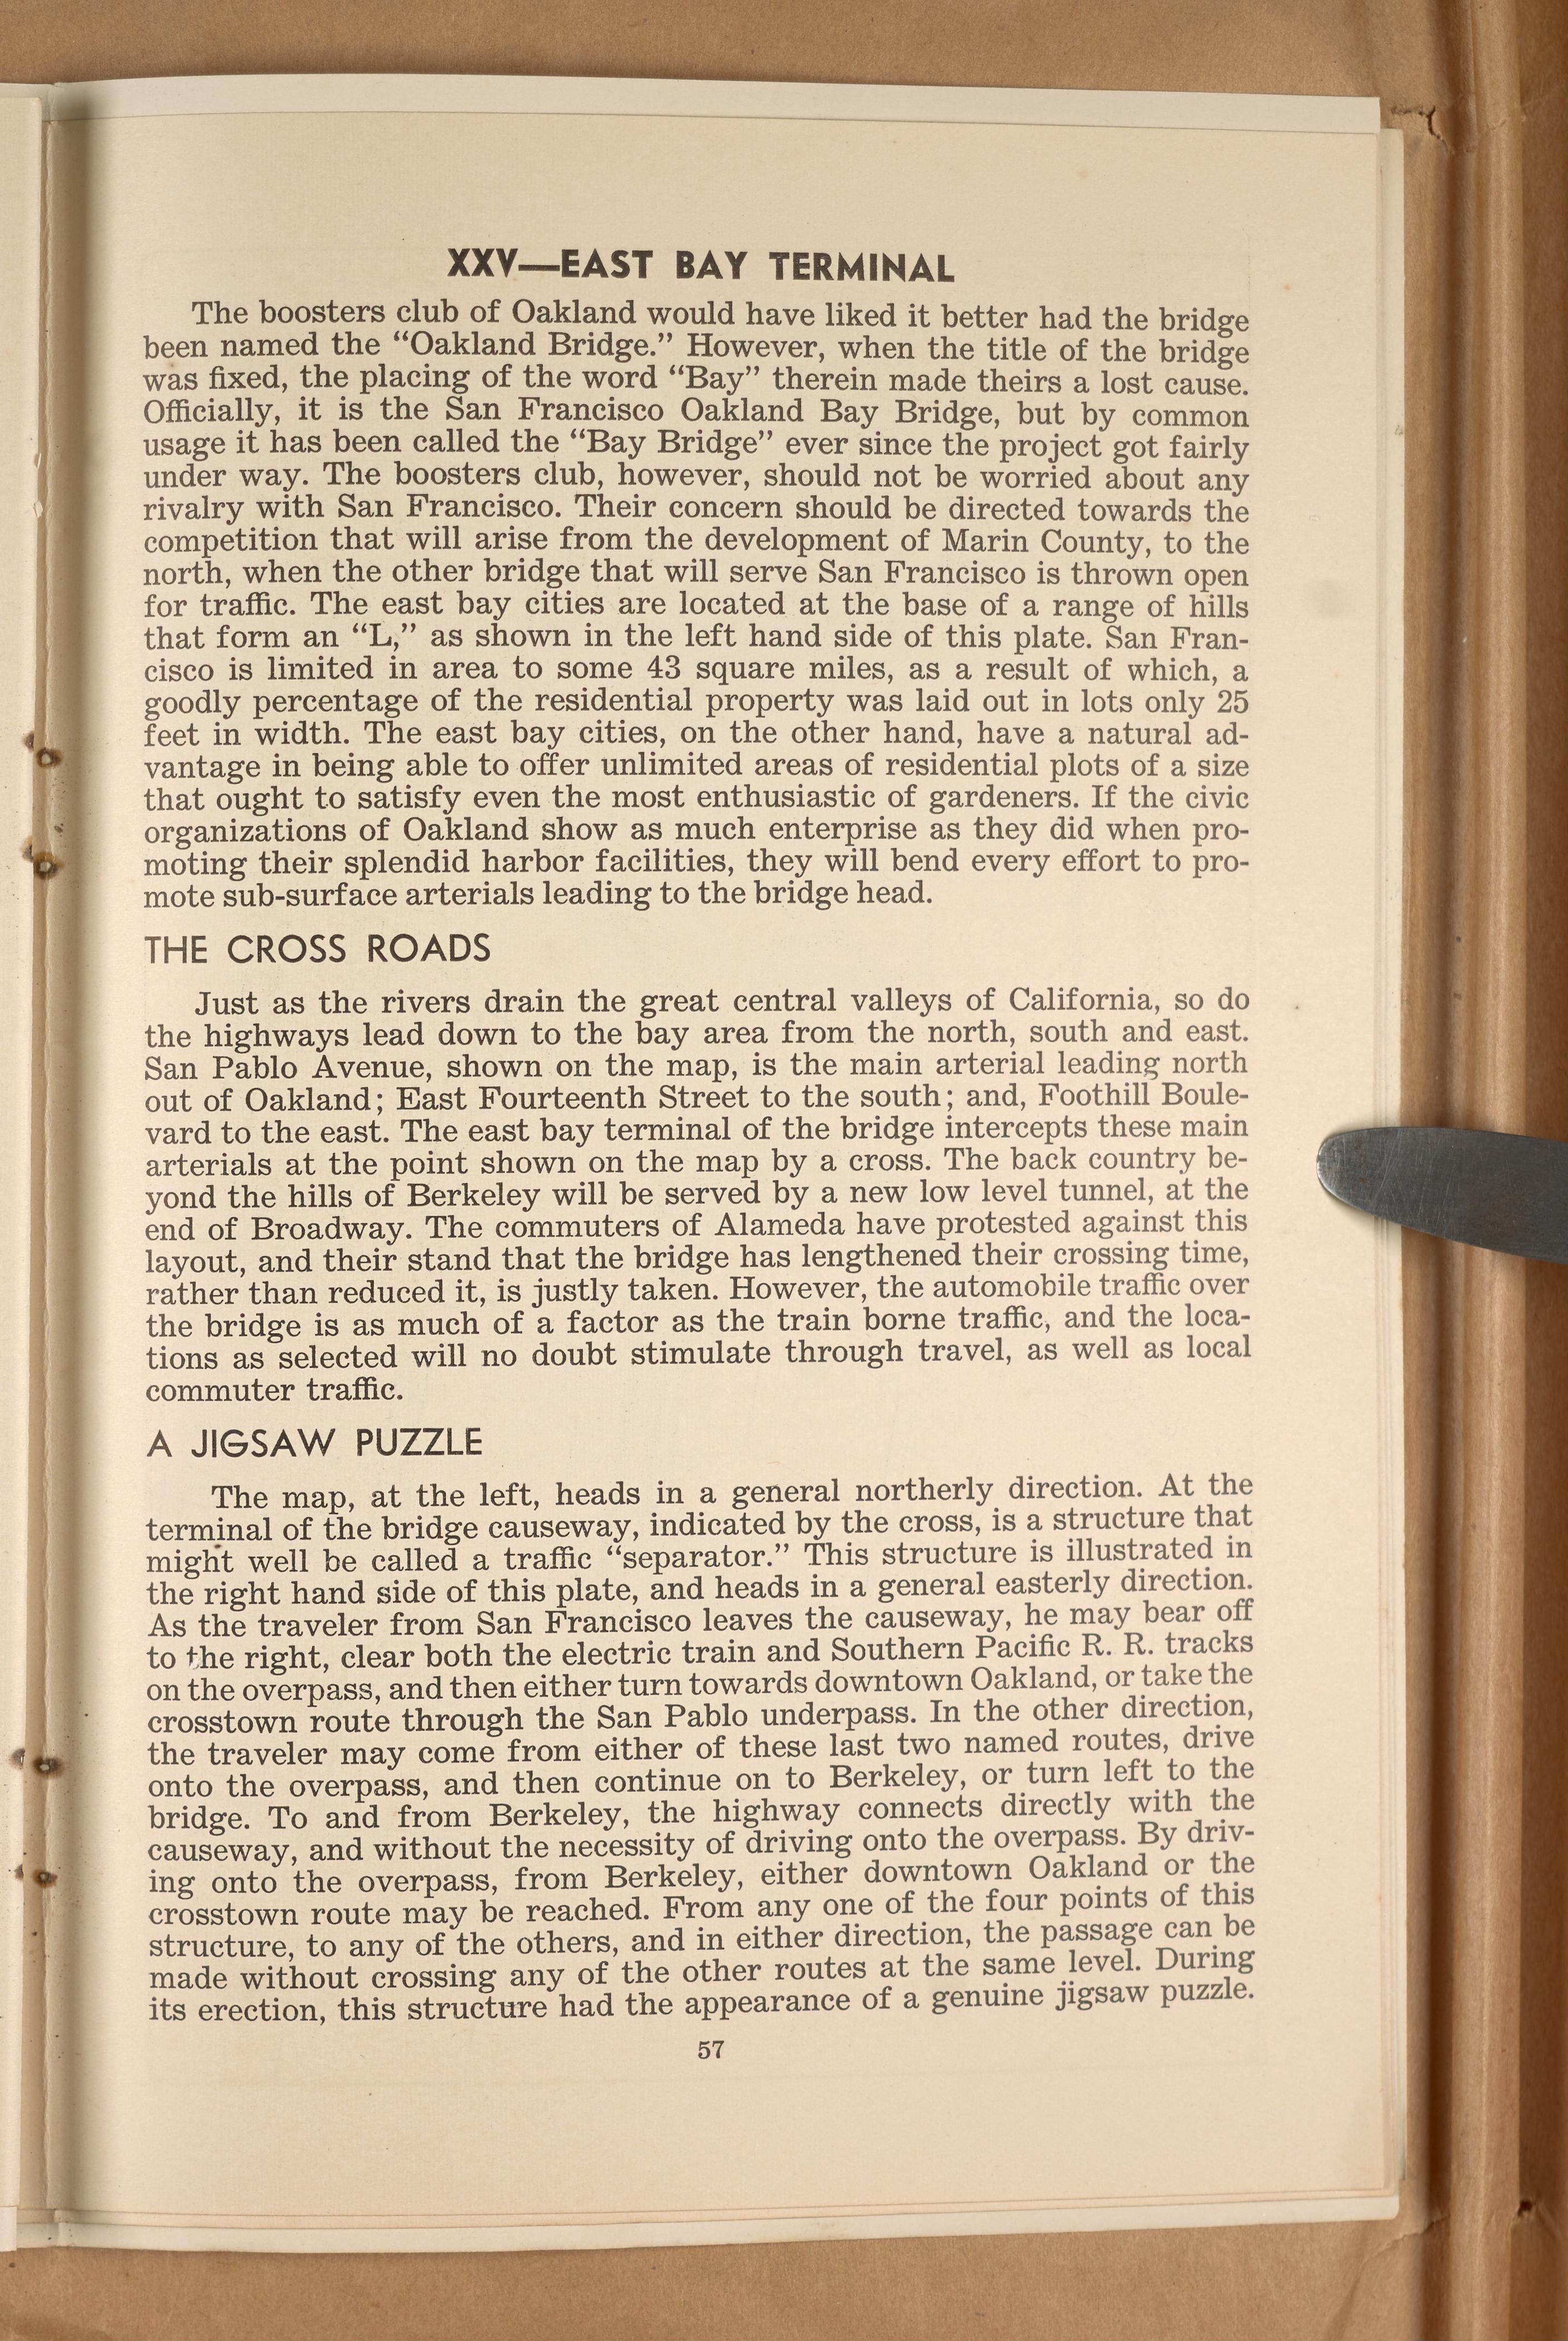 XXV—EAST BAY TERMINAL
The boosters club of Oakland would have liked it better had the bridge
been named the “Oakland Bridge.” However, when the title of the bridge
was fixed, the placing of the word “Bay” therein made theirs a lost cause.
Officially, it is the San Francisco Oakland Bay Bridge, but by common
usage it has been called the “Bay Bridge” ever since the project got fairly
under way. The boosters club, however, should not be worried about any
rivalry with San Francisco. Their concern should be directed towards the
competition that will arise from the development of Marin County, to the
north, when the other bridge that will serve San Francisco is thrown open
for traffic. The east bay cities are located at the base of a range of hills
that form an “L,” as shown in the left hand side of this plate. San Fran-
cisco is limited in area to some 43 square miles, as a result of which, a
goodly percentage of the residential property was laid out in lots only 25
feet in width. The east bay cities, on the other hand, have a natural ad-
vantage in being able to offer unlimited areas of residential plots of a size
that ought to satisfy even the most enthusiastic of gardeners. If the civic
organizations of Oakland show as much enterprise as they did when pro-
moting their splendid harbor facilities, they will bend every effort to pro-
mote sub-surface arterials leading to the bridge head.
THE CROSS ROADS
Just as the rivers drain the great central valleys of California, so do
the highways lead down to the bay area from the north, south and east.
San Pablo Avenue, shown on the map, is the main arterial leading north
out of Oakland; East Fourteenth Street to the south; and, Foothill Boule-
vard to the east. The east bay terminal of the bridge intercepts these main
arterials at the point shown on the map by a cross. The back country be-
yond the hills of Berkeley will be served by a new low level tunnel, at the
end of Broadway. The commuters of Alameda have protested against this
layout, and their stand that the bridge has lengthened their crossing time,
rather than reduced it, is justly taken. However, the automobile traffic over
the bridge is as much of a factor as the train borne traffic, and the loca-
tions as selected will no doubt stimulate through travel, as well as local
commuter traffic.
A JIGSAW PUZZLE
The map, at the left, heads in a general northerly direction. At the
terminal of the bridge causeway, indicated by the cross, is a structure that
might well be called a traffic “separator.” This structure is illustrated in
the right hand side of this plate, and heads in a general easterly direction.
As the traveler from San Francisco leaves the causeway, he may bear off
to the right, clear both the electric train and Southern Pacific R. R. tracks
on the overpass, and then either turn towards downtown Oakland, or take the
crosstown route through the San Pablo underpass. In the other direction,
the traveler may come from either of these last two named routes, drive
onto the overpass, and then continue on to Berkeley, or turn left to the
bridge. To and from Berkeley, the highway connects directly with the
causeway, and without the necessity of driving onto the overpass. By driv-
ing onto the overpass, from Berkeley, either downtown Oakland or the
crosstown route may be reached. From any one of the four points of this
structure, to any of the others, and in either direction, the passage can be
made without crossing any of the other routes at the same level. During
its erection, this structure had the appearance of a genuine jigsaw puzzle.
57